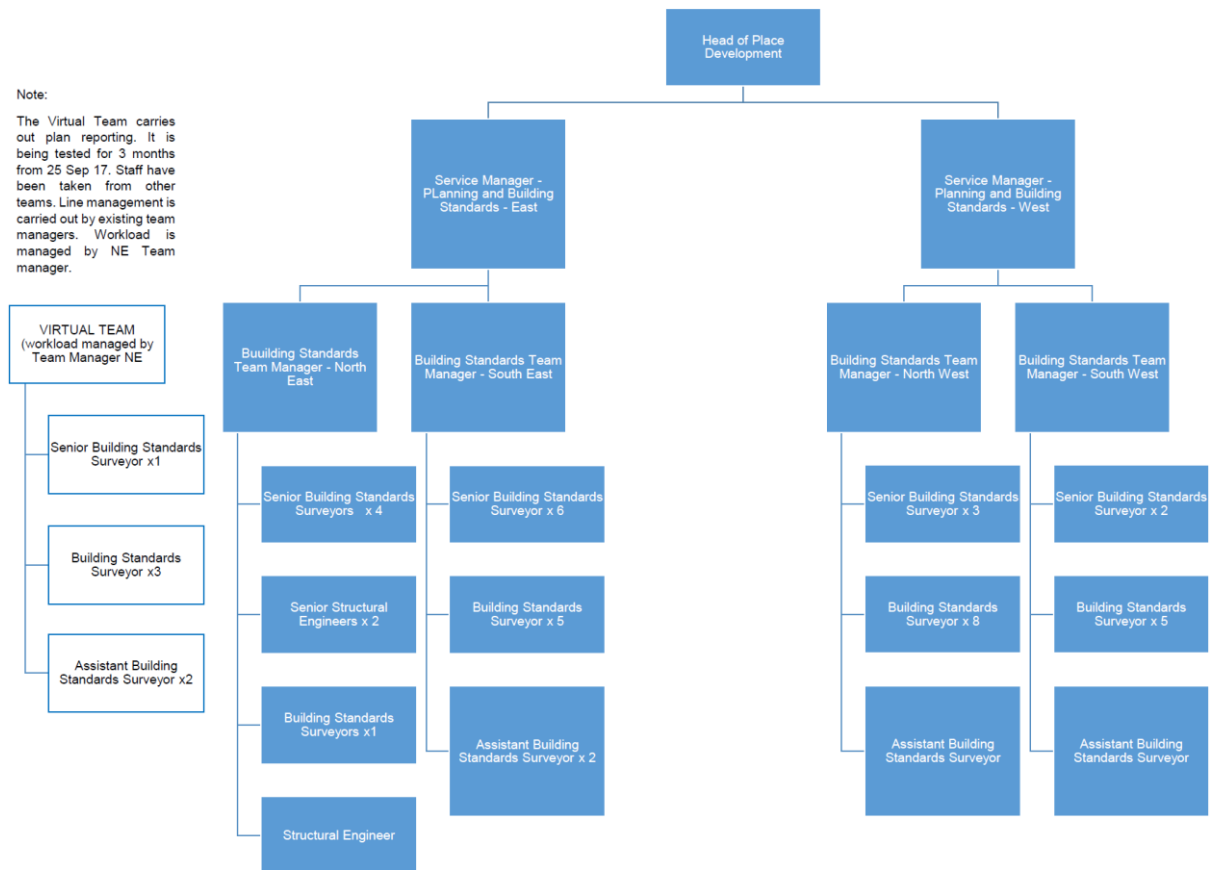 Head of Place
Development
Note:
The Virtual Team carries
out plan reporting. It is
being tested for 3 months
from 25 Sep 17. Staff have
been taken from other
teams. Line management is
carried out by existing team
managers. Workload is
managed by NE Team
manager.
Service Manager -
PLanning and Building
Standards - East
Service Manager -
Planning and Building
Standards - West
VIRTUAL TEAM
(workload managed by
Team Manager NE
Senior Building Standards
Surveyor x1
Building Standards
Surveyor x3
Assistant Building
Standards Surveyor x2
Buuilding Standards
Team Manager - North
East
Senior Building Standards
Surveyors x 4
Senior Structural
Engineers x 2
Building Standards
Surveyors x1
Structural Engineer
Building Standards Team
Manager - South East
Senior Building Standards
Surveyor x 6
Building Standards
Surveyor x 5
Assistant Building
Standards Surveyor x 2
Building Standards Team
Manager - North West
Senior Building Standards
Surveyor x 3
Building Standards
Surveyor x 8
Assistant Building
Standards Surveyor
Building Standards Team
Manager - South West
Senior Building Standards
Surveyor x 2
Building Standards
Surveyor x 5
Assistant Building
Standards Surveyor